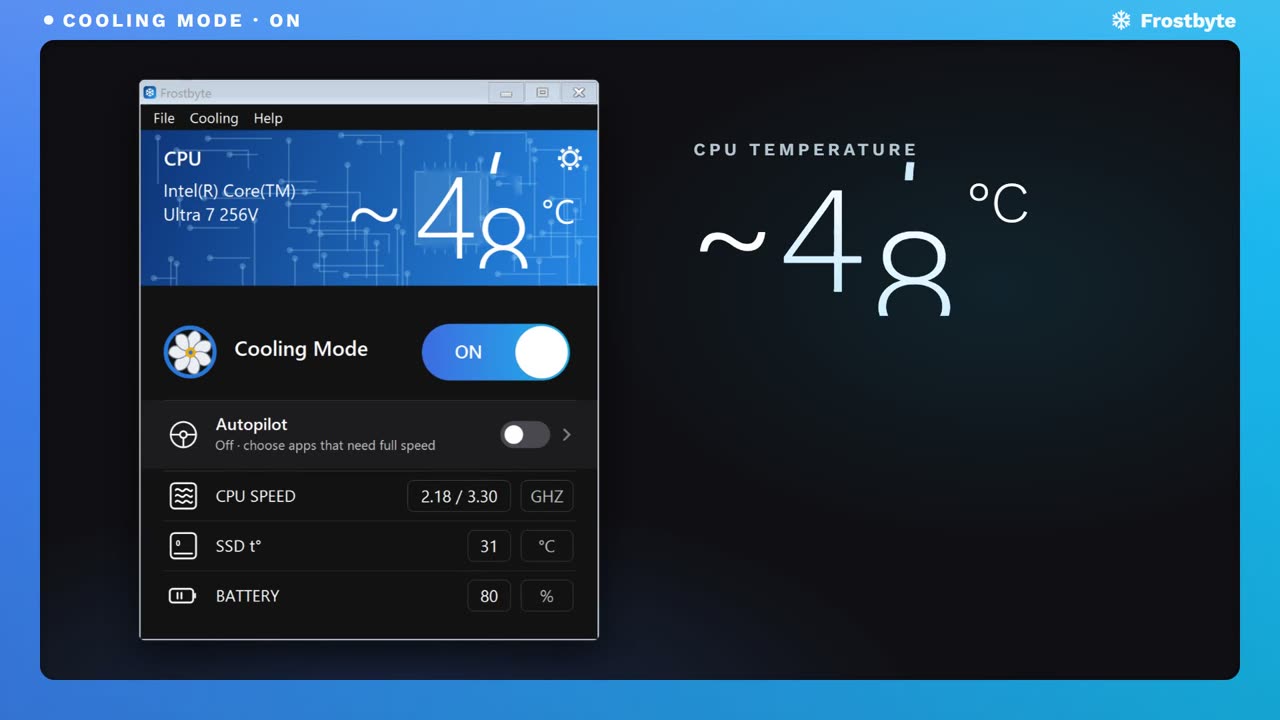 COOLING MODE · ON
Frostbyte
Frostbyte
File Cooling Help
CPU
Intel(R) Core(TM)
Ultra 7 256V
°C
Cooling Mode
ON
Autopilot
Off · choose apps that need full speed
CPU SPEED
2.18 / 3.30
GHZ
SSD t°
31
°C
BATTERY
80
%
CPU TEMPERATURE
°C